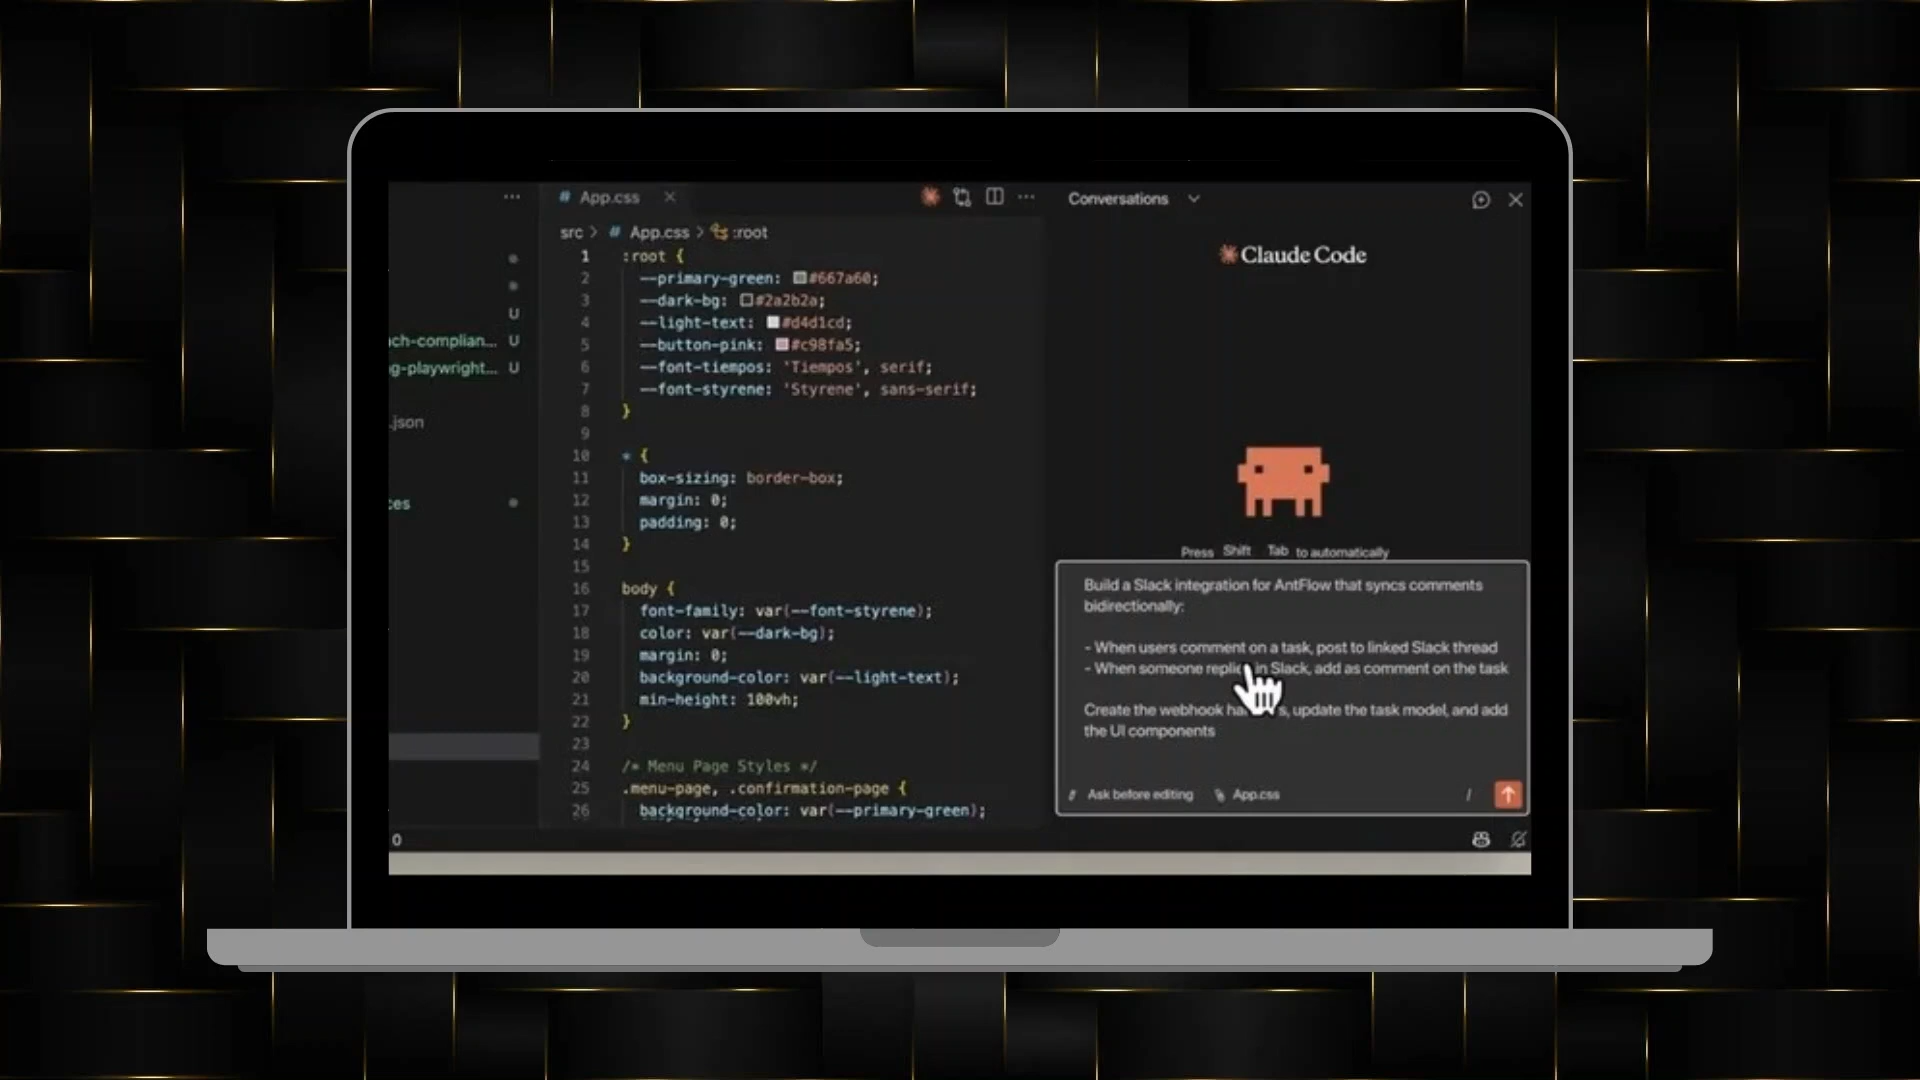 App.css
src > # App.css > :root
1 :root {
2 --primary-green: #667a60;
3 --dark-bg: #2a2b2a;
4 --light-text: #d4d1cd;
5 --button-pink: #c98fa5;
6 --font-tiempos: 'Tiempos', serif;
7 --font-styrene: 'Styrene', sans-serif;
8 }
9
10 * {
11 box-sizing: border-box;
12 margin: 0;
13 padding: 0;
14 }
15
16 body {
17 font-family: var(--font-styrene);
18 color: var(--dark-bg);
19 margin: 0;
20 background-color: var(--light-text);
21 min-height: 100vh;
22 }
23
24 /* Menu Page Styles */
25 .menu-page, .confirmation-page {
26 background-color: var(--primary-green);
U
ch-complian... U
g-playwright... U
.json
ces
0
Conversations
Claude Code
Press Shift Tab to automatically
Build a Slack integration for AntFlow that syncs comments
bidirectionally:
- When users comment on a task, post to linked Slack thread
- When someone replies in Slack, add as comment on the task
Create the webhook ha s, update the task model, and add
the UI components
Ask before editing App.css /